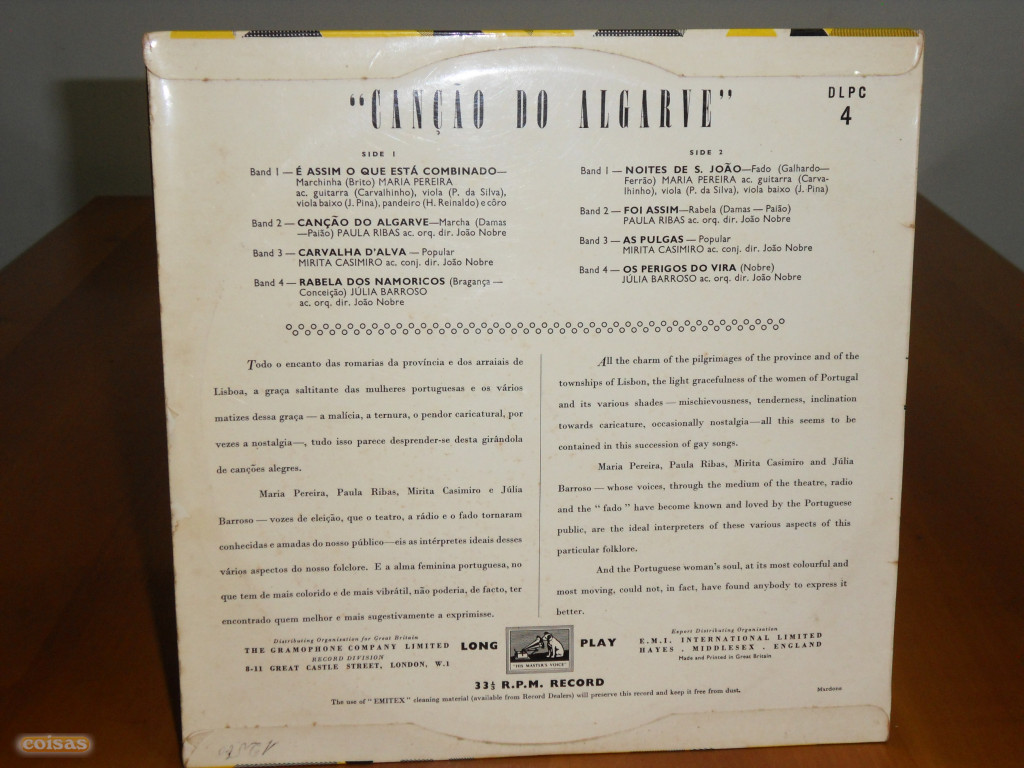 "CANÇÃO DO ALGARVE"
DLPC
4
SIDE 1
Band 1 — É ASSIM O QUE ESTÁ COMBINADO—
Marchinha (Brito) MARIA PEREIRA
ac. guitarra (Carvalhinho), viola (P. da Silva),
viola baixo (J. Pina), pandeiro (H. Reinaldo) e côro
Band 2 — CANÇÃO DO ALGARVE—Marcha (Damas
—Paião) PAULA RIBAS ac. orq. dir. João Nobre
Band 3 — CARVALHA D'ALVA — Popular
MIRITA CASIMIRO ac. conj. dir. João Nobre
Band 4 — RABELA DOS NAMORICOS (Bragança —
Conceição) JÚLIA BARROSO
ac. orq. dir. João Nobre
SIDE 2
Band 1 — NOITES DE S. JOÃO—Fado (Galhardo-
Ferrão) MARIA PEREIRA ac. guitarra (Carva-
lhinho), viola (P. da Silva), viola baixo (J. Pina)
Band 2 — FOI ASSIM—Rabela (Damas — Paião)
PAULA RIBAS ac. orq. dir. João Nobre
Band 3 — AS PULGAS — Popular
MIRITA CASIMIRO ac. conj. dir. João Nobre
Band 4 — OS PERIGOS DO VIRA (Nobre)
JÚLIA BARROSO ac. orq. dir. João Nobre
Todo o encanto das romarias da província e dos arraiais de
Lisboa, a graça saltitante das mulheres portuguesas e os vários
matizes dessa graça — a malícia, a ternura, o pendor caricatural, por
vezes a nostalgia—, tudo isso parece desprender-se desta girândola
de canções alegres.
Maria Pereira, Paula Ribas, Mirita Casimiro e Júlia
Barroso — vozes de eleição, que o teatro, a rádio e o fado tornaram
conhecidas e amadas do nosso público—eis as intérpretes ideais desses
vários aspectos do nosso folclore. E a alma feminina portuguesa, no
que tem de mais colorido e de mais vibrátil, não poderia, de facto, ter
encontrado quem melhor e mais sugestivamente a exprimisse.
All the charm of the pilgrimages of the province and of the
townships of Lisbon, the light gracefulness of the women of Portugal
and its various shades — mischievousness, tenderness, inclination
towards caricature, occasionally nostalgia—all this seems to be
contained in this succession of gay songs.
Maria Pereira, Paula Ribas, Mirita Casimiro and Júlia
Barroso — whose voices, through the medium of the theatre, radio
and the " fado " have become known and loved by the Portuguese
public, are the ideal interpreters of these various aspects of this
particular folklore.
And the Portuguese woman's soul, at its most colourful and
most moving, could not, in fact, have found anybody to express it
better.
Distributing Organisation for Great Britain
THE GRAMOPHONE COMPANY LIMITED
RECORD DIVISION
8-11 GREAT CASTLE STREET, LONDON, W.1
LONG PLAY
"HIS MASTER'S VOICE"
33⅓ R.P.M. RECORD
Export Distributing Organisation
E.M.I. INTERNATIONAL LIMITED
HAYES . MIDDLESEX . ENGLAND
Made and Printed in Great Britain
The use of "EMITEX" cleaning material (available from Record Dealers) will preserve this record and keep it free from dust.
coisas